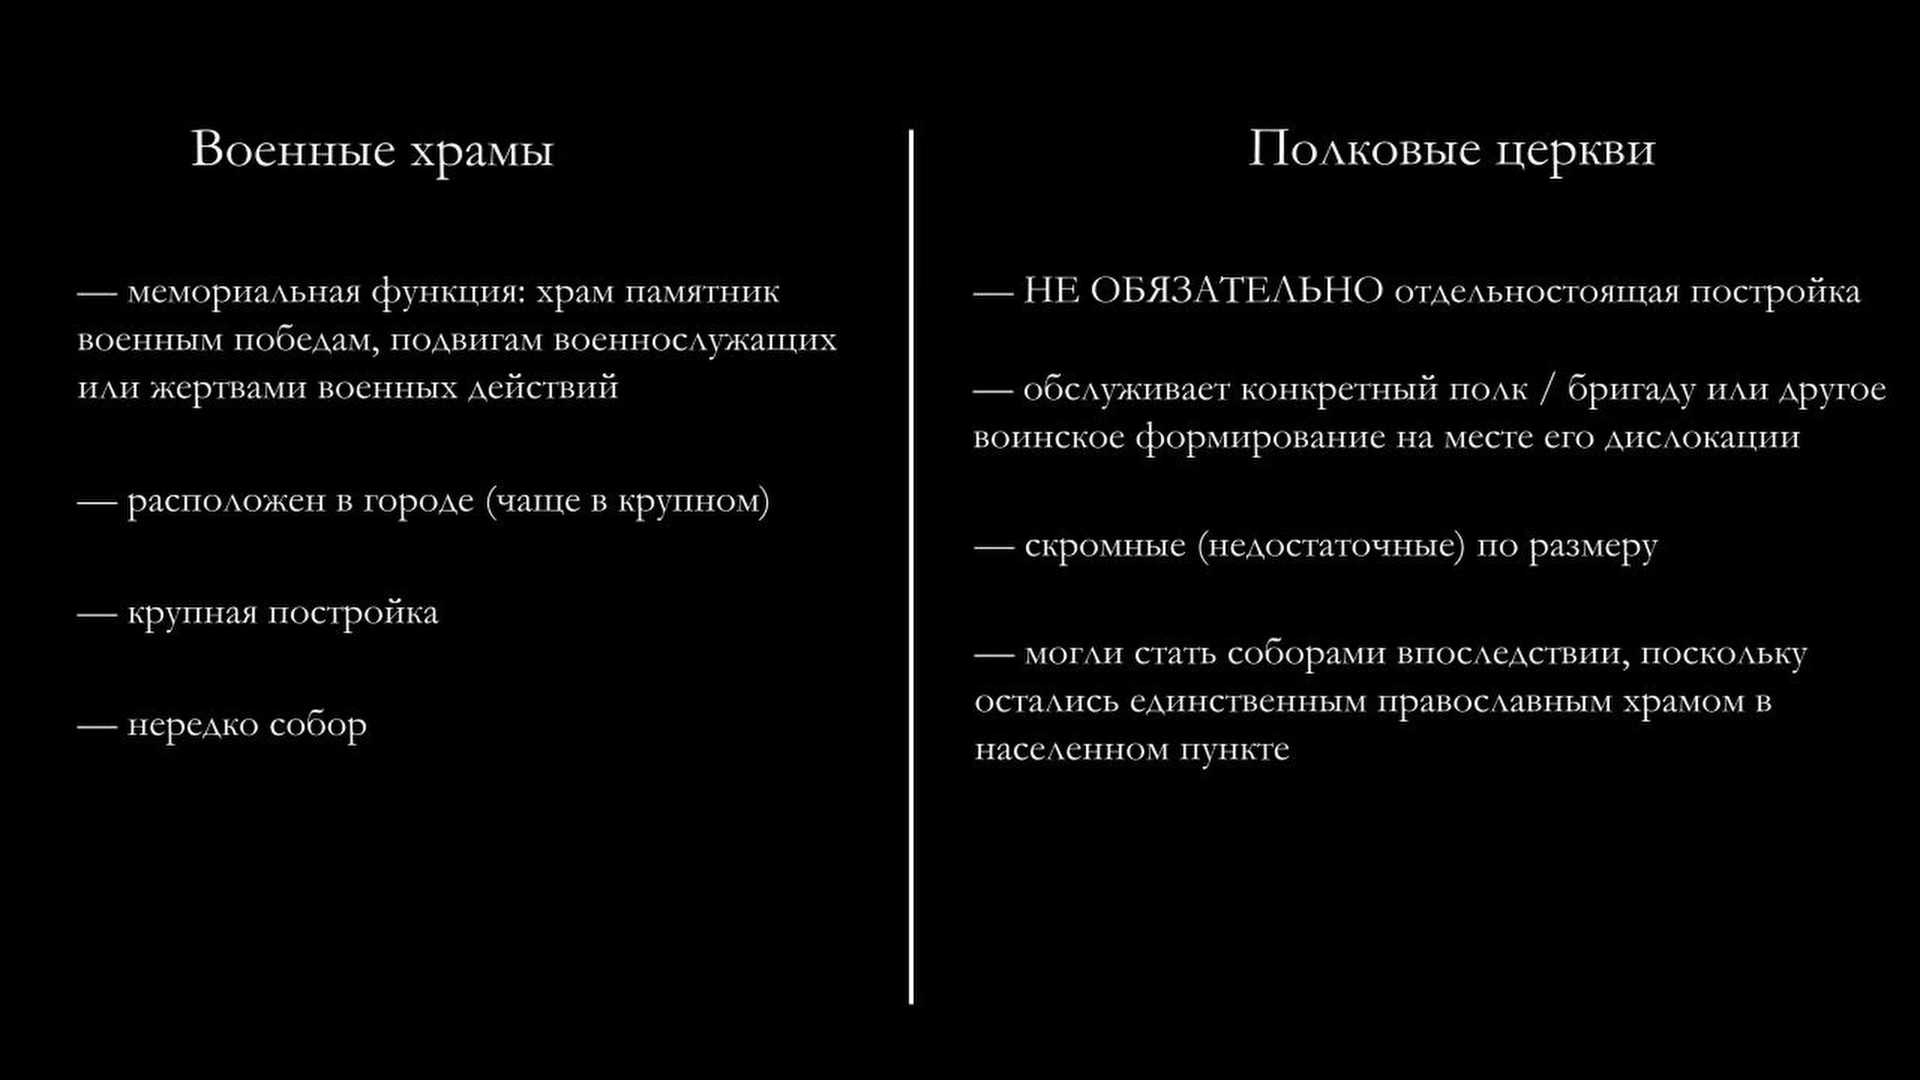 Военные храмы
— мемориальная функция: храм памятник
военным победам, подвигам военнослужащих
или жертвами военных действий
— расположен в городе (чаще в крупном)
— крупная постройка
— нередко собор
Полковые церкви
— НЕ ОБЯЗАТЕЛЬНО отдельностоящая постройка
— обслуживает конкретный полк / бригаду или другое
воинское формирование на месте его дислокации
— скромные (недостаточные) по размеру
— могли стать соборами впоследствии, поскольку
остались единственным православным храмом в
населенном пункте